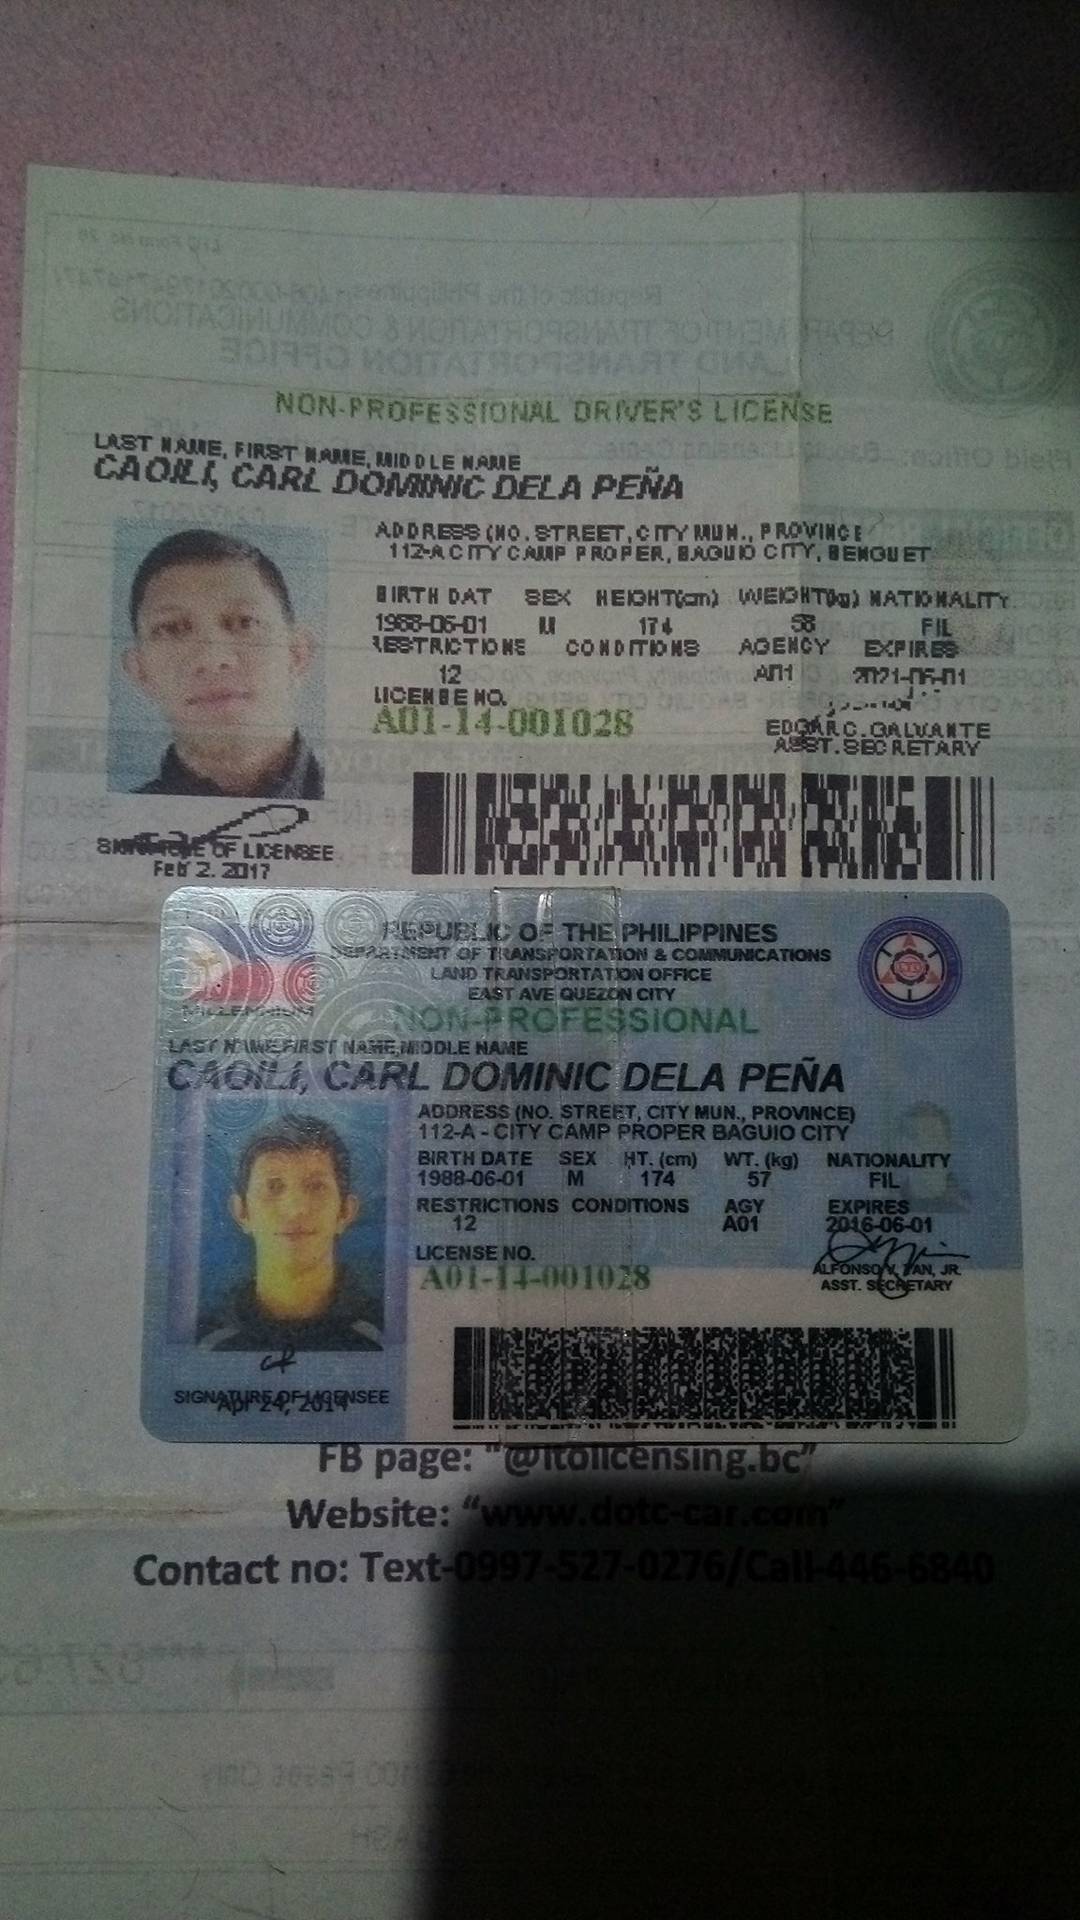 NON-PROFESSIONAL DRIVER'S LICENSE
LAST NAME, FIRST NAME, MIDDLE NAME
CAOILI, CARL DOMINIC DELA PEÑA
ADDRESS (NO. STREET, CITY MUN., PROVINCE
112-A CITY CAMP PROPER, BAGUIO CITY, BENGUET
BIRTH DAT SEX HEIGHT(cm) WEIGHT(kg) NATIONALITY
1988-06-01 M 174 58 FIL
RESTRICTIONS CONDITIONS AGENCY EXPIRES
12 A01 2021-06-01
LICENSE NO.
A01-14-001028
EDGAR C. GALVANTE
ASST. SECRETARY
SIGNATURE OF LICENSEE
Feb 2. 2017
REPUBLIC OF THE PHILIPPINES
DEPARTMENT OF TRANSPORTATION & COMMUNICATIONS
LAND TRANSPORTATION OFFICE
EAST AVE QUEZON CITY
MILLENNIUM
NON-PROFESSIONAL
LAST NAME,FIRST NAME,MIDDLE NAME
CAOILI, CARL DOMINIC DELA PEÑA
ADDRESS (NO. STREET, CITY MUN., PROVINCE)
112-A - CITY CAMP PROPER BAGUIO CITY
BIRTH DATE SEX HT. (cm) WT. (kg) NATIONALITY
1988-06-01 M 174 57 FIL
RESTRICTIONS CONDITIONS AGY EXPIRES
12 A01 2016-06-01
LICENSE NO.
A01-14-001028
ALFONSO V. TAN, JR.
ASST. SECRETARY
SIGNATURE OF LICENSEE
Apr 24, 2014
FB page: "@ltolicensing.bc"
Website: "www.dotc-car.com"
Contact no: Text-0997-527-0276/Call-446-6840